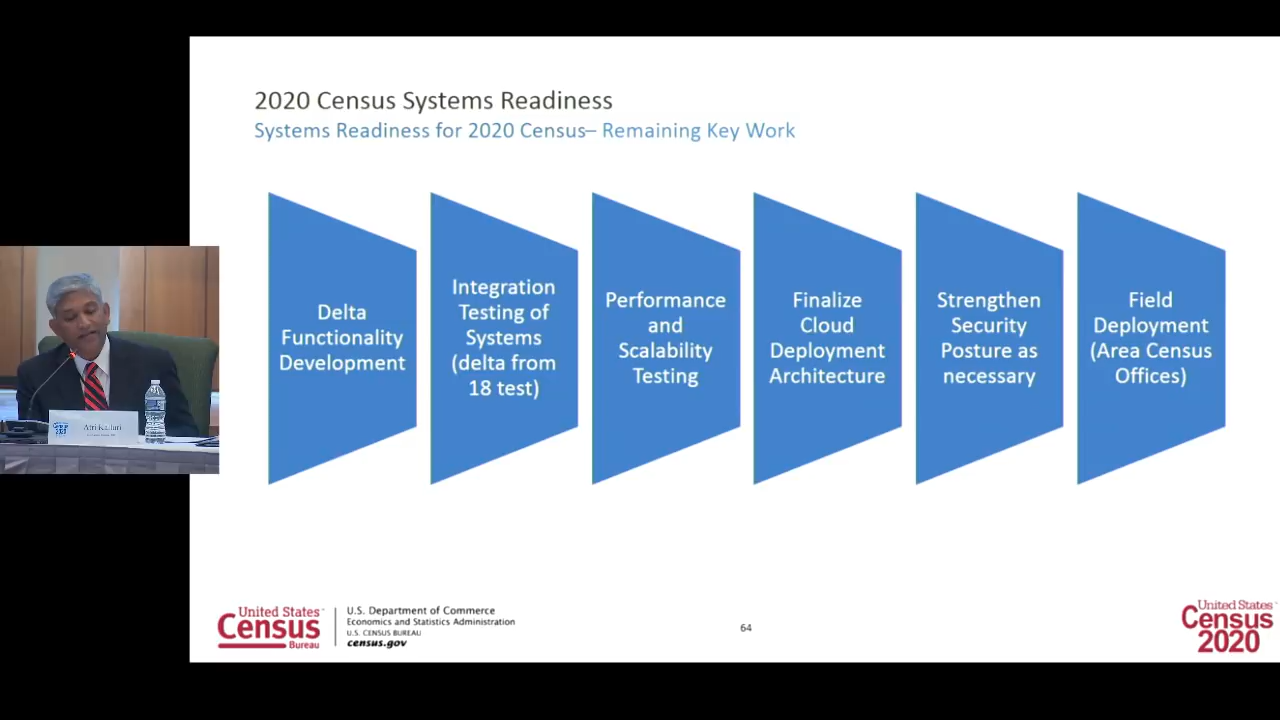 2020 Census Systems Readiness
Systems Readiness for 2020 Census– Remaining Key Work
Delta
Functionality
Development
Integration
Testing of
Systems
(delta from
18 test)
Performance
and
Scalability
Testing
Finalize
Cloud
Deployment
Architecture
Strengthen
Security
Posture as
necessary
Field
Deployment
(Area Census
Offices)
United States™
Census
Bureau
U.S. Department of Commerce
Economics and Statistics Administration
U.S. CENSUS BUREAU
census.gov
64
United States™
Census
2020